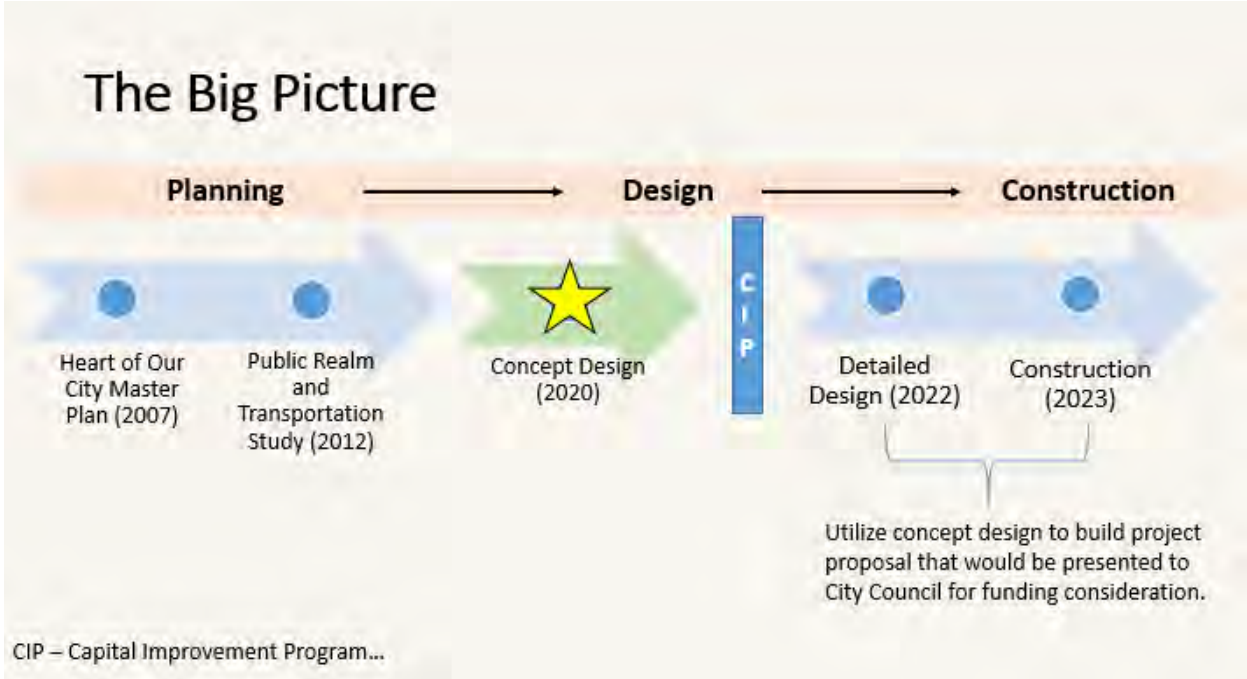 The Big Picture
Planning
Design
Construction
C
I
P
Heart of Our
City Master
Plan (2007)
Public Realm
and
Transportation
Study (2012)
Concept Design
(2020)
Detailed
Design (2022)
Construction
(2023)
Utilize concept design to build project
proposal that would be presented to
City Council for funding consideration.
CIP – Capital Improvement Program...